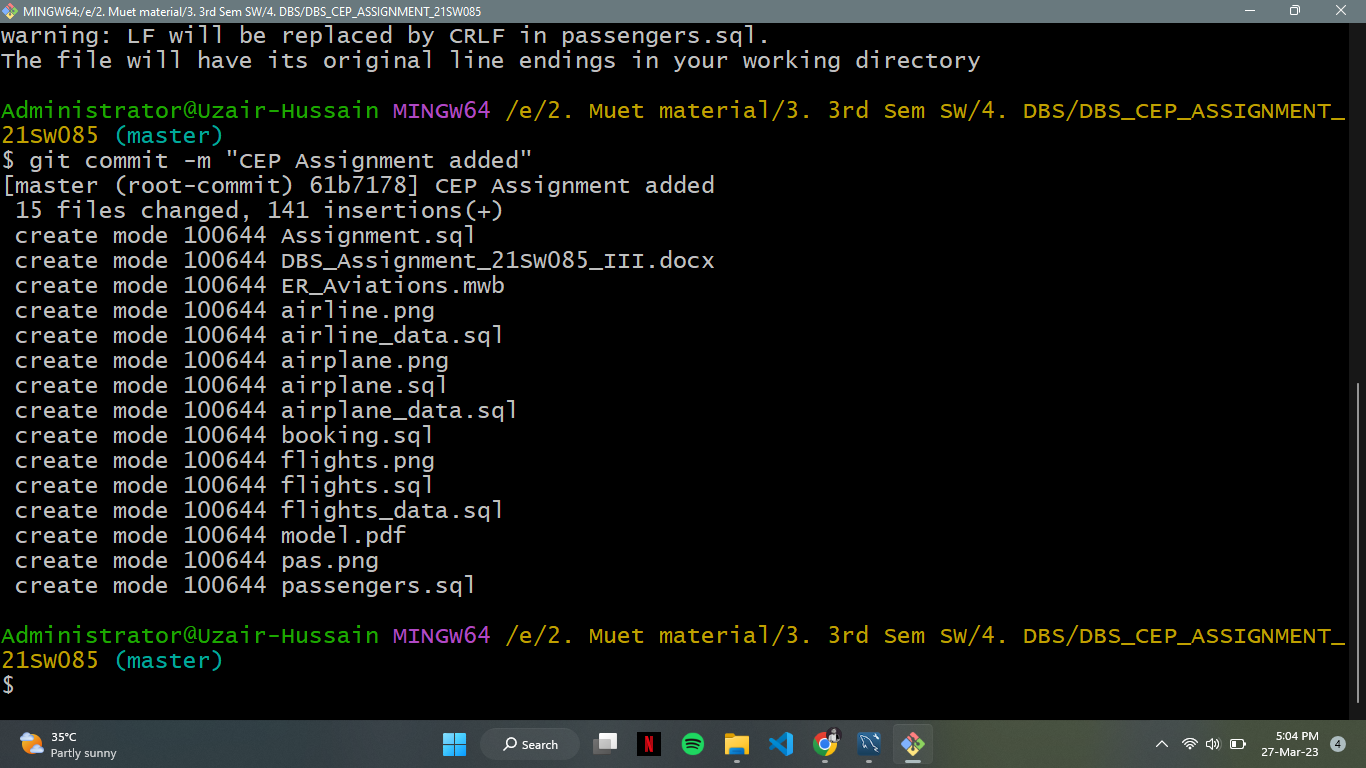 MINGW64:/e/2. Muet material/3. 3rd Sem SW/4. DBS/DBS_CEP_ASSIGNMENT_21SW085
warning: LF will be replaced by CRLF in passengers.sql.
The file will have its original line endings in your working directory
Administrator@Uzair-Hussain MINGW64 /e/2. Muet material/3. 3rd Sem SW/4. DBS/DBS_CEP_ASSIGNMENT_
21SW085 (master)
$ git commit -m "CEP Assignment added"
[master (root-commit) 61b7178] CEP Assignment added
15 files changed, 141 insertions(+)
create mode 100644 Assignment.sql
create mode 100644 DBS_Assignment_21SW085_III.docx
create mode 100644 ER_Aviations.mwb
create mode 100644 airline.png
create mode 100644 airline_data.sql
create mode 100644 airplane.png
create mode 100644 airplane.sql
create mode 100644 airplane_data.sql
create mode 100644 booking.sql
create mode 100644 flights.png
create mode 100644 flights.sql
create mode 100644 flights_data.sql
create mode 100644 model.pdf
create mode 100644 pas.png
create mode 100644 passengers.sql
Administrator@Uzair-Hussain MINGW64 /e/2. Muet material/3. 3rd Sem SW/4. DBS/DBS_CEP_ASSIGNMENT_
21SW085 (master)
$
35°C
Partly sunny
Search
N
5:04 PM
27-Mar-23
4